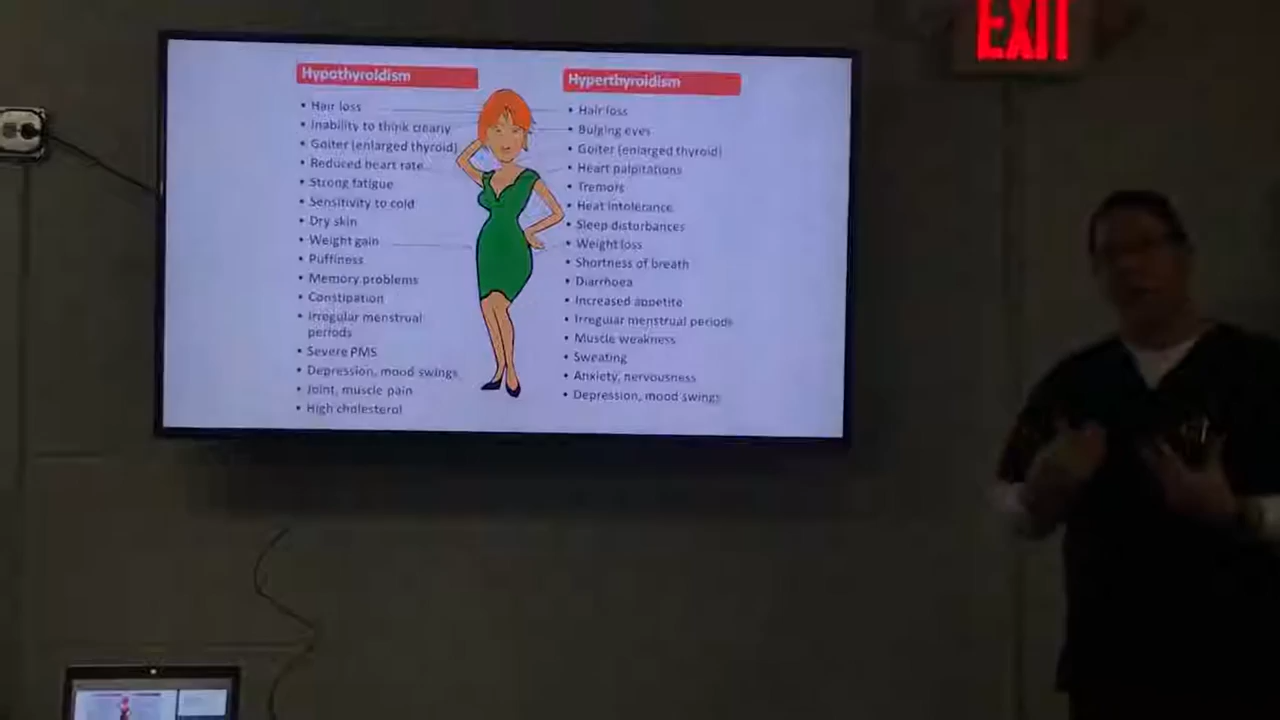 EXIT
Hypothyroidism
• Hair loss
• Inability to think cleary
• Goiter (enlarged thyroid)
• Reduced heart rate
• Strong fatigue
• Sensitivity to cold
• Dry skin
• Weight gain
• Puffiness
• Memory problems
• Constipation
• Irregular menstrual
periods
• Severe PMS
• Depression, mood swings
• Joint, muscle pain
• High cholesterol
Hyperthyroidism
• Hair loss
• Bulging eyes
• Goiter (enlarged thyroid)
• Heart palpitations
• Tremors
• Heat intolerance
• Sleep disturbances
• Weight loss
• Shortness of breath
• Diarrhoea
• Increased appetite
• Irregular menstrual periods
• Muscle weakness
• Sweating
• Anxiety, nervousness
• Depression, mood swings